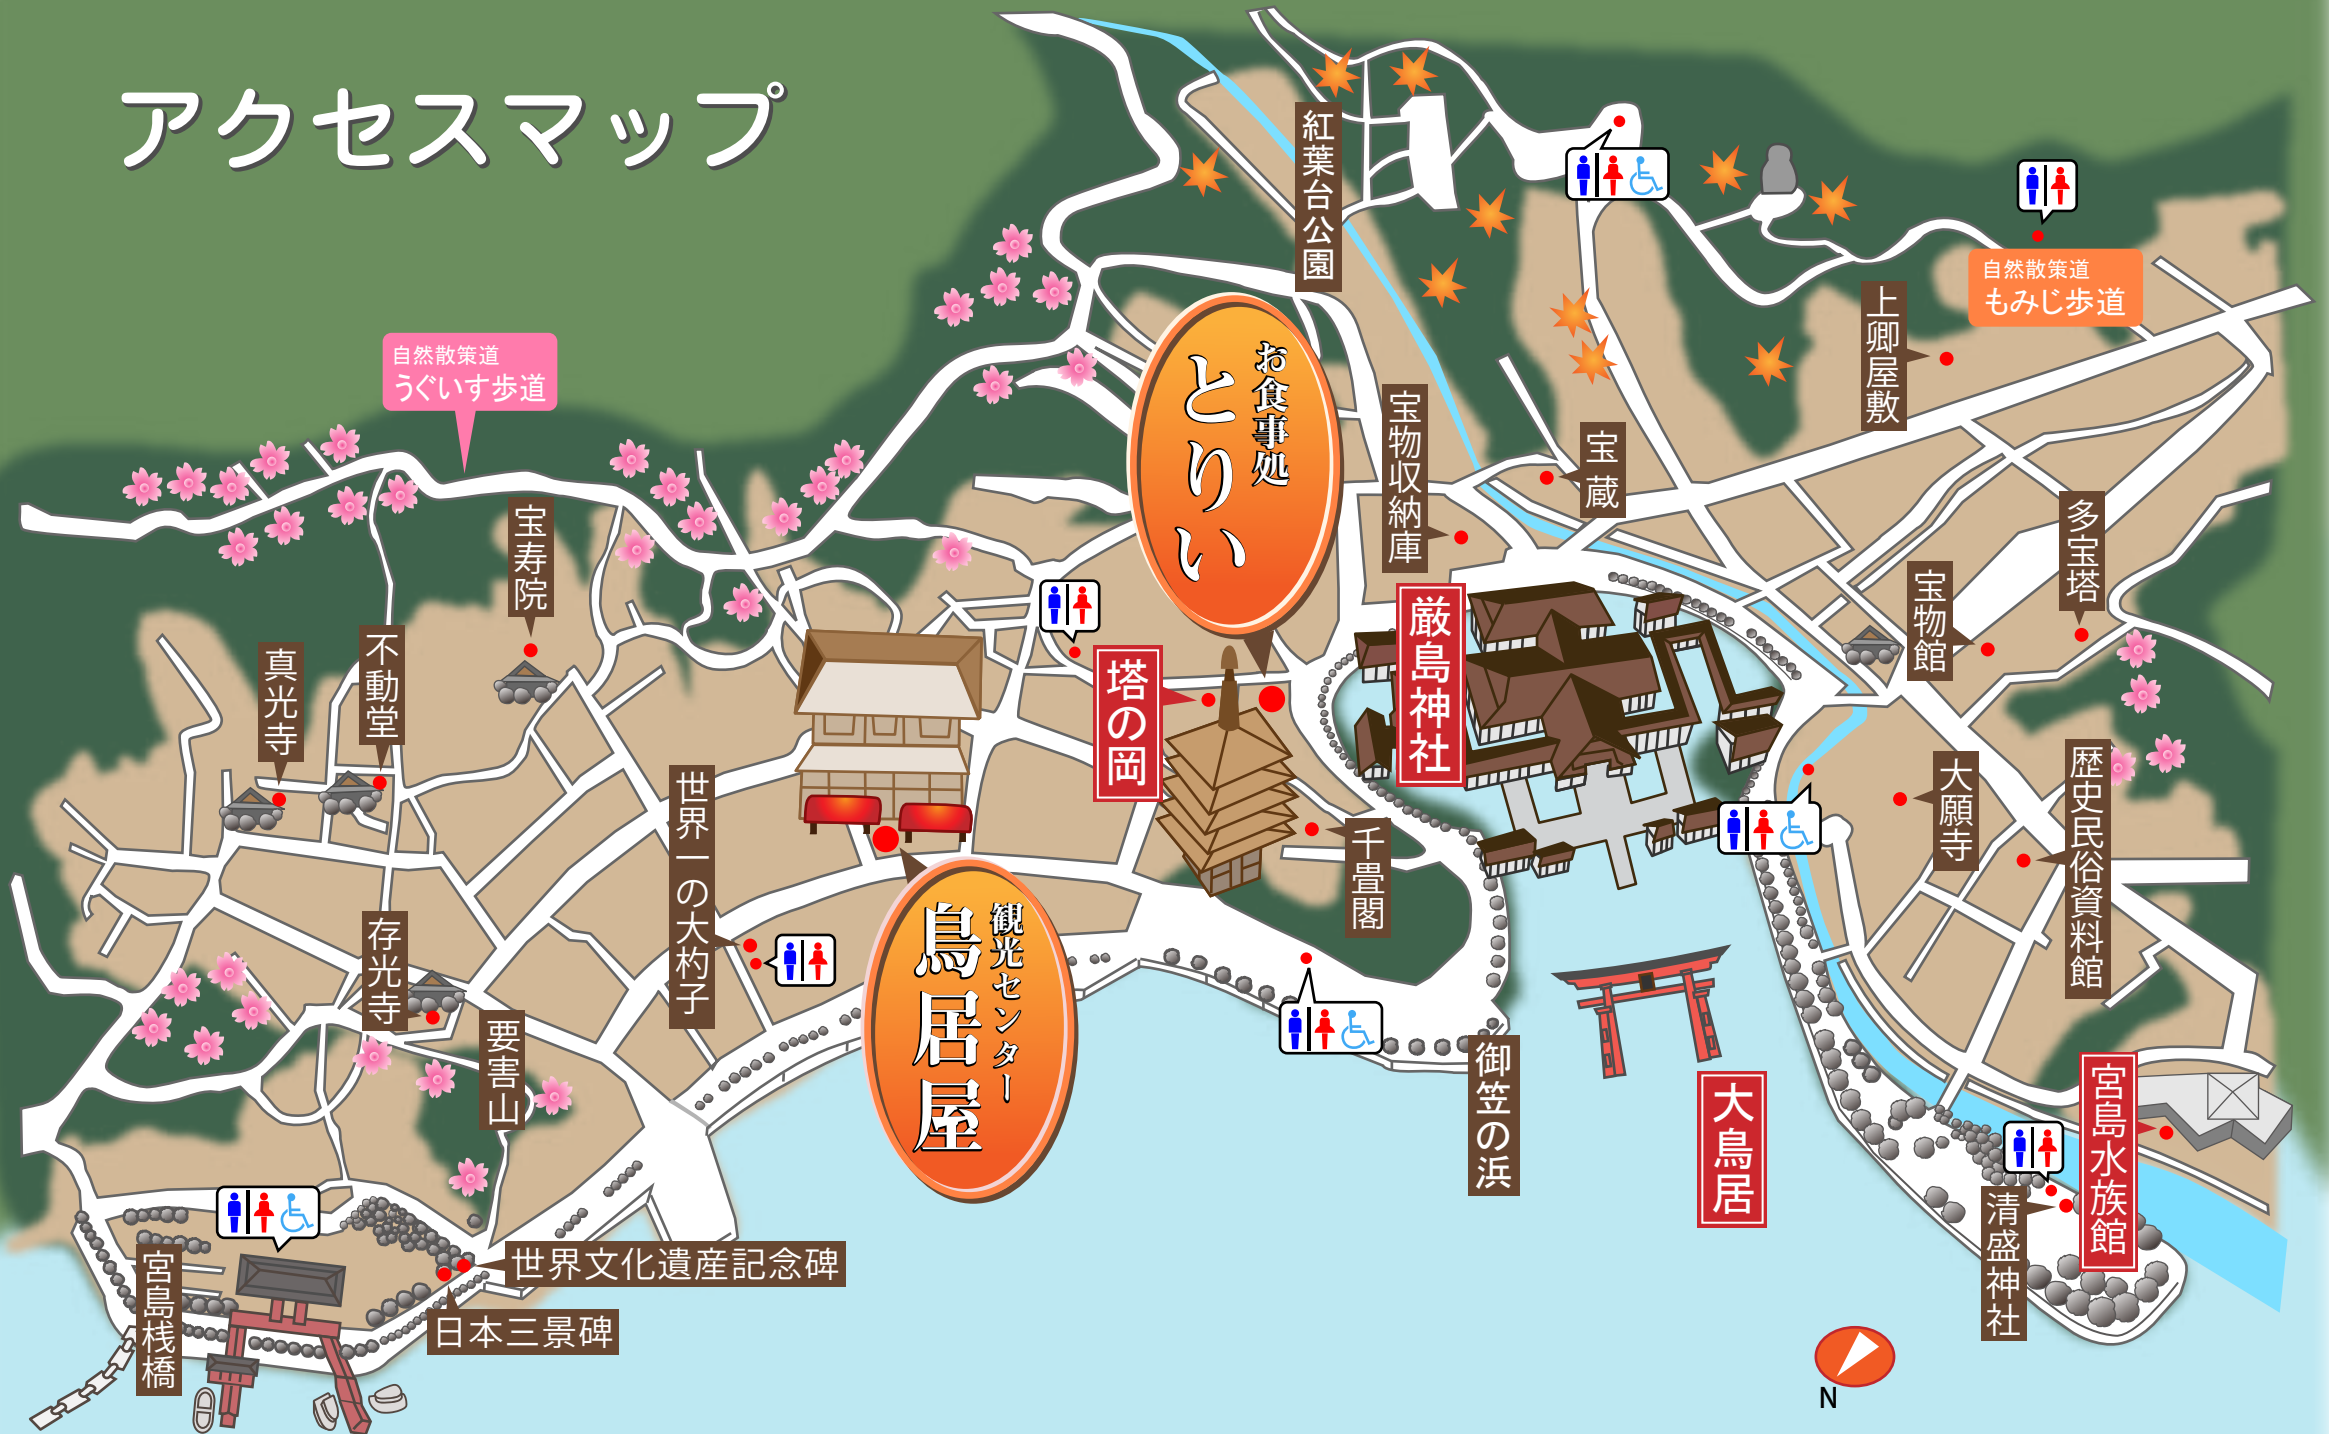 アクセスマップ
紅葉台公園
自然散策道
もみじ歩道
上卿屋敷
自然散策道
うぐいす歩道
お食事処
とりい
宝物収納庫
宝蔵
多宝塔
宝物館
宝寿院
不動堂
真光寺
厳島神社
塔の岡
世界一の大杓子
千畳閣
大願寺
歴史民俗資料館
観光センター
鳥居屋
存光寺
要害山
御笠の浜
大鳥居
宮島水族館
清盛神社
世界文化遺産記念碑
日本三景碑
宮島桟橋
N